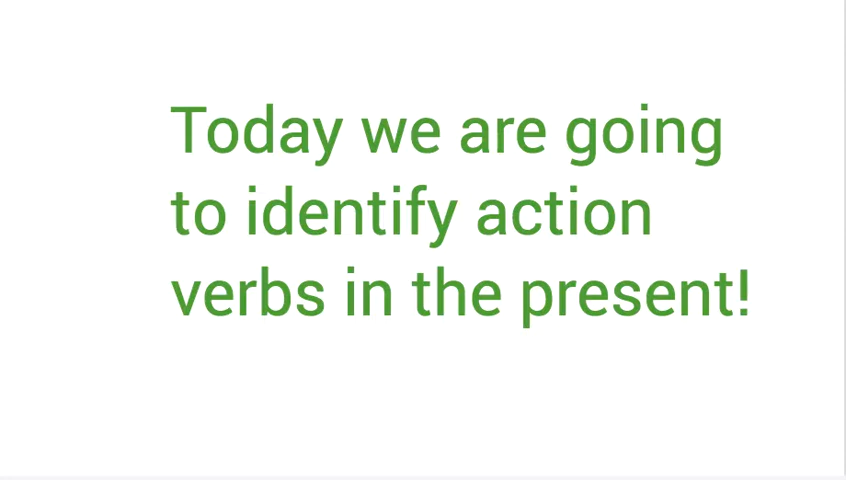 Today we are going
to identify action
verbs in the present!